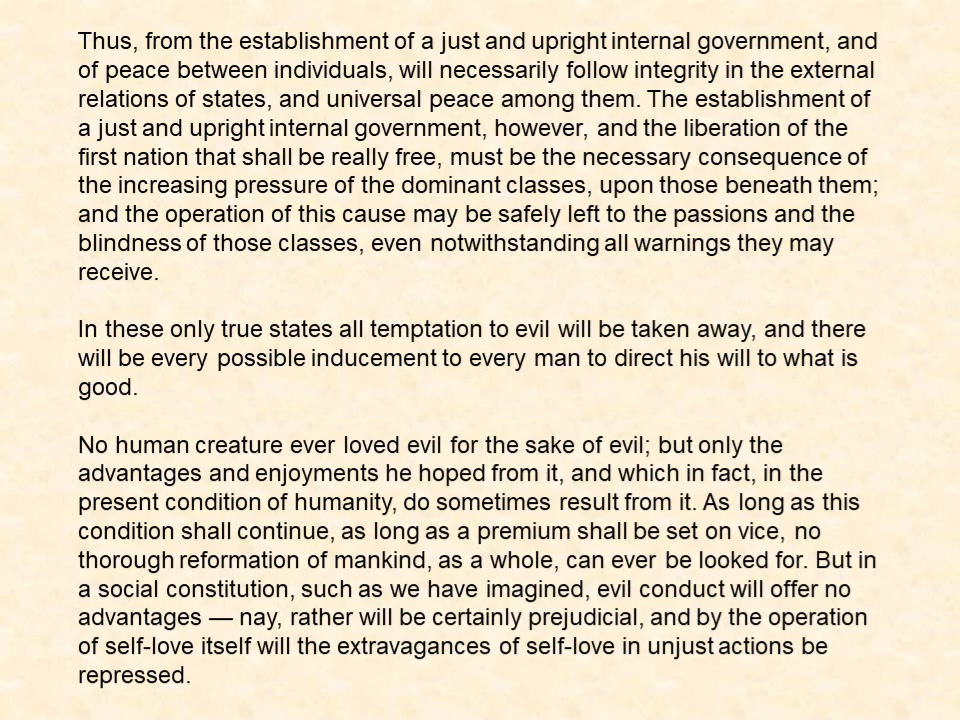 Thus, from the establishment of a just and upright internal government, and
of peace between individuals, will necessarily follow integrity in the external
relations of states, and universal peace among them. The establishment of
a just and upright internal government, however, and the liberation of the
first nation that shall be really free, must be the necessary consequence of
the increasing pressure of the dominant classes, upon those beneath them;
and the operation of this cause may be safely left to the passions and the
blindness of those classes, even notwithstanding all warnings they may
receive.
In these only true states all temptation to evil will be taken away, and there
will be every possible inducement to every man to direct his will to what is
good.
No human creature ever loved evil for the sake of evil; but only the
advantages and enjoyments he hoped from it, and which in fact, in the
present condition of humanity, do sometimes result from it. As long as this
condition shall continue, as long as a premium shall be set on vice, no
thorough reformation of mankind, as a whole, can ever be looked for. But in
a social constitution, such as we have imagined, evil conduct will offer no
advantages — nay, rather will be certainly prejudicial, and by the operation
of self-love itself will the extravagances of self-love in unjust actions be
repressed.